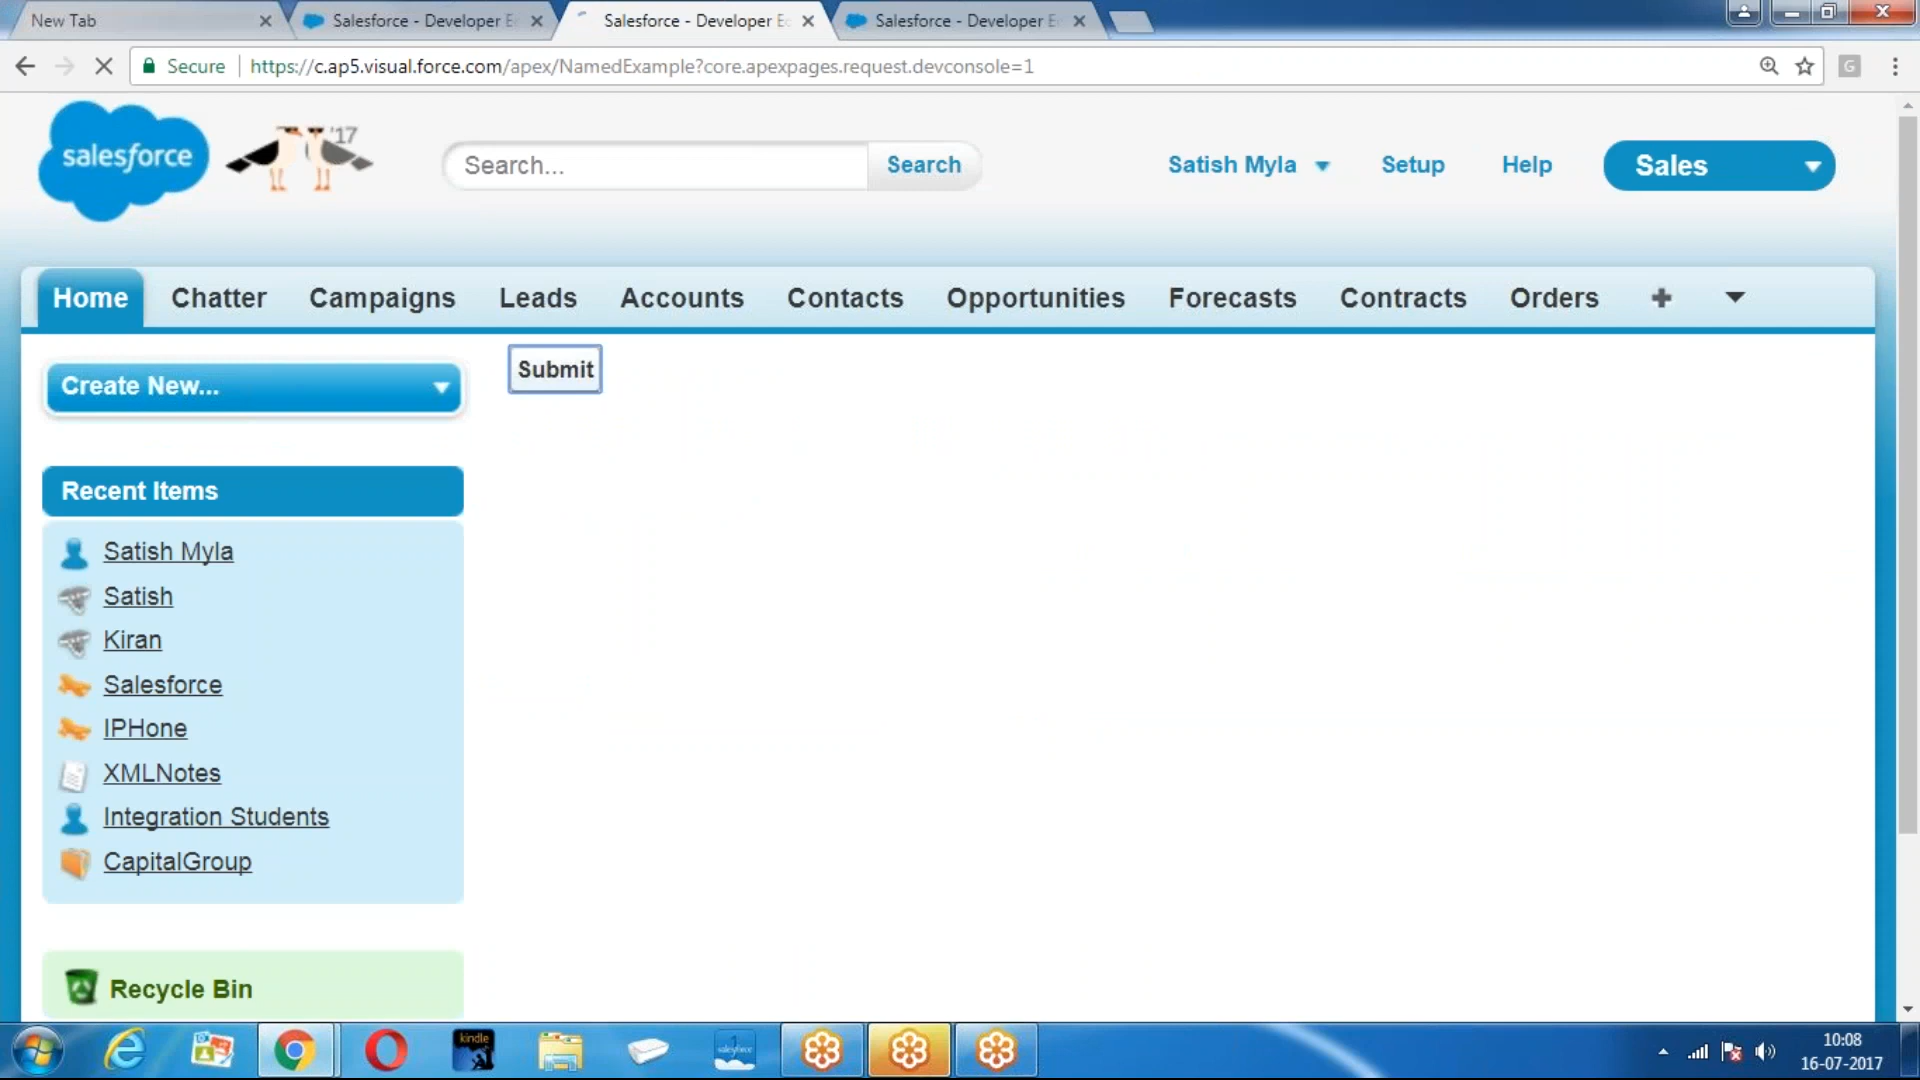 New Tab
Salesforce - Developer E
Salesforce - Developer Ec
Salesforce - Developer E
Secure
https://c.ap5.visual.force.com/apex/NamedExample?core.apexpages.request.devconsole=1
G
salesforce
'17
Search...
Search
Satish Myla
Setup
Help
Sales
Home
Chatter
Campaigns
Leads
Accounts
Contacts
Opportunities
Forecasts
Contracts
Orders
Create New...
Submit
Recent Items
Satish Myla
Satish
Kiran
Salesforce
IPHone
XMLNotes
Integration Students
CapitalGroup
Recycle Bin
kindle
salesforce
10:08
16-07-2017